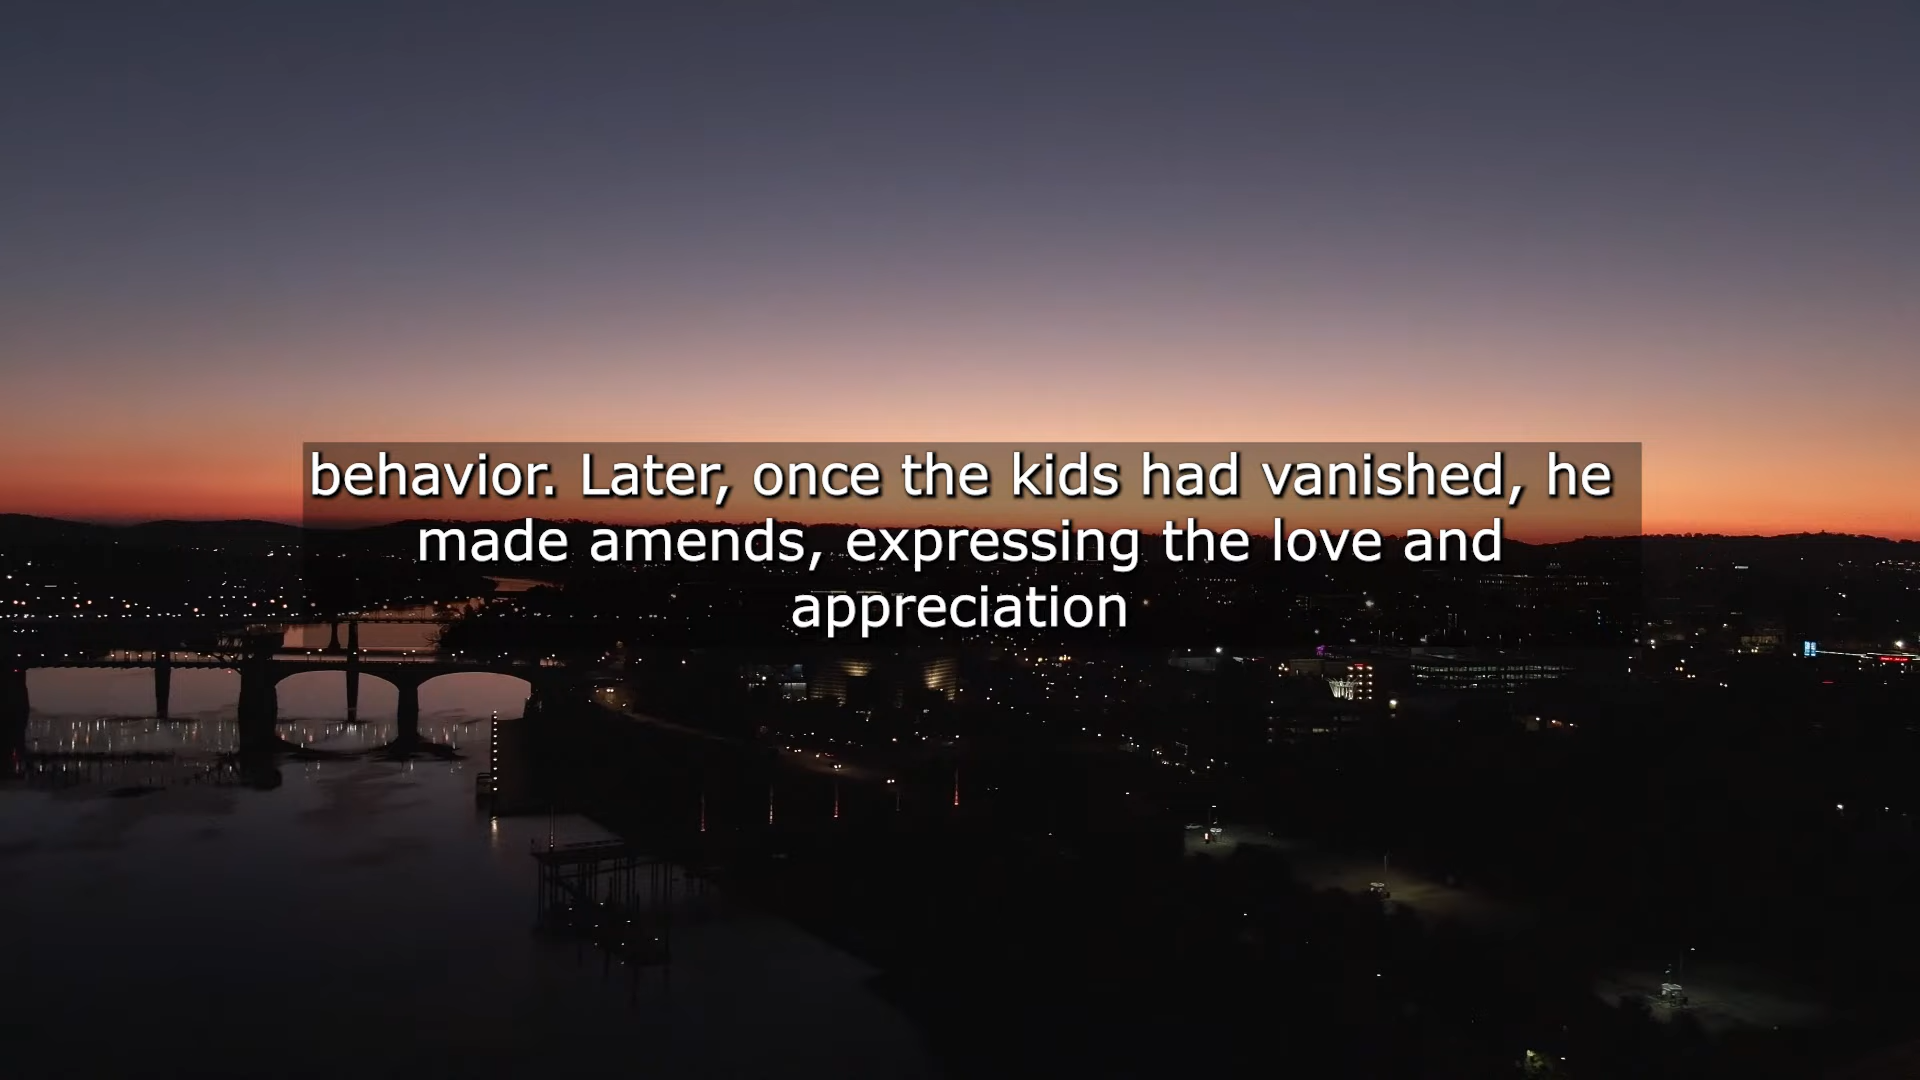 behavior. Later, once the kids had vanished, he
made amends, expressing the love and
appreciation